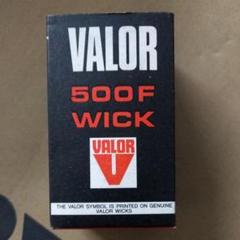 VALOR
500F
WICK
VALOR
THE VALOR SYMBOL IS PRINTED ON GENUINE
VALOR WICKS